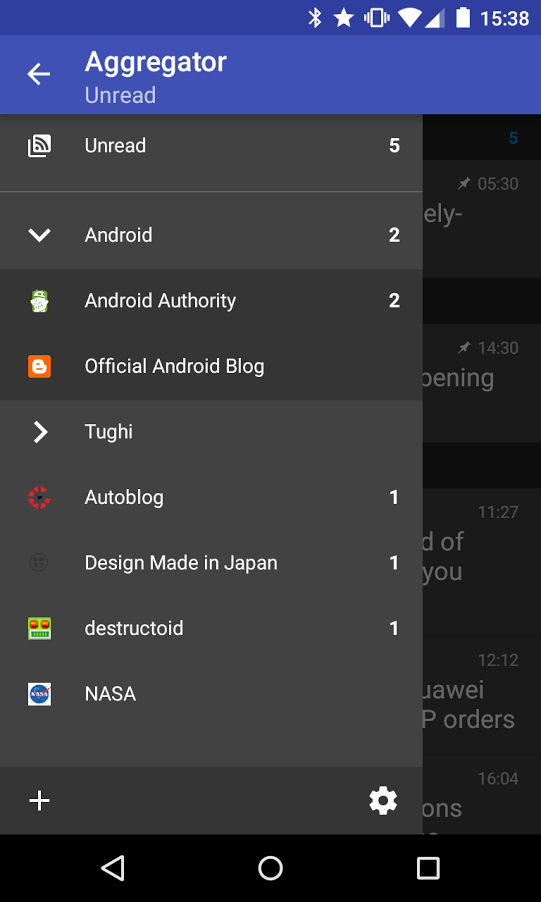 15:38
Aggregator
Unread
Unread 5
5
05:30
ely-
Android 2
Android Authority 2
14:30
Official Android Blog
pening
Tughi
Autoblog 1
11:27
d of
Design Made in Japan 1
you
destructoid 1
12:12
NASA
uawei
P orders
16:04
ons